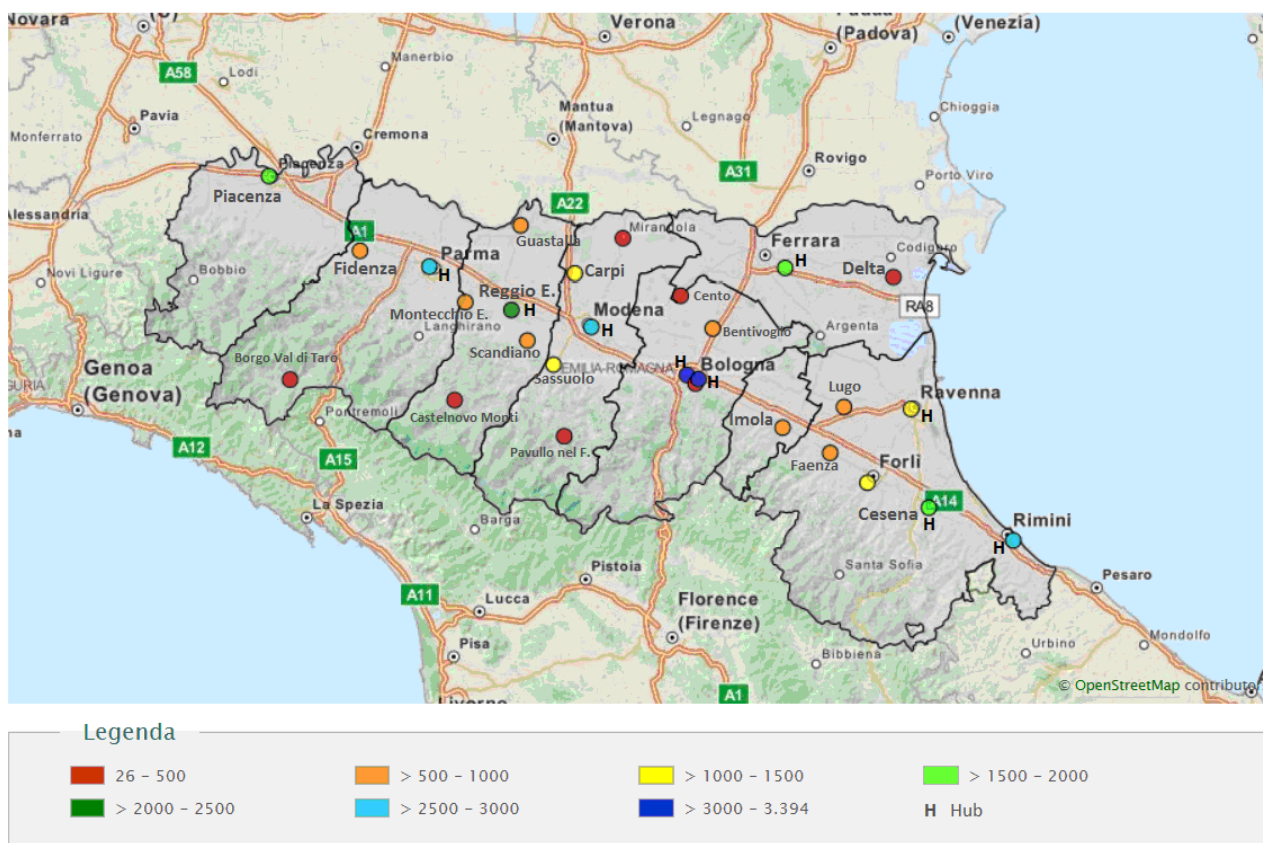 Novara
Verona
(Padova)
(Venezia)
A58
Lodi
Manerbio
Chioggia
Pavia
Mantua
(Mantova)
Legnago
Monferrato
Cremona
A31
Rovigo
Piacenza
Piacenza
Porto Viro
Alessandria
A22
A1
Guastalla
Mirandola
Ferrara
H
Codigoro
Novi Ligure
Bobbio
Fidenza
Parma
H
Carpi
Delta
Reggio E.
H
Cento
RA8
Montecchio E.
Langhirano
Modena
H
Bentivoglio
Argenta
Scandiano
Borgo Val di Taro
Genoa
(Genova)
Sassuolo
EMILIA-ROMAGNA
H
Bologna
H
Lugo
Ravenna
H
Pontremoli
Castelnovo Monti
Imola
A12
A15
Pavullo nel F.
Faenza
Forlì
La Spezia
Barga
Cesena
H
A14
Rimini
H
Pistoia
Santa Sofia
Pesaro
A11
Lucca
Florence
(Firenze)
Pisa
Urbino
Mondolfo
Bibbiena
A1
Livorno
© OpenStreetMap contributor
Legenda
26 – 500
> 500 – 1000
> 1000 – 1500
> 1500 – 2000
> 2000 – 2500
> 2500 – 3000
> 3000 – 3.394
H Hub